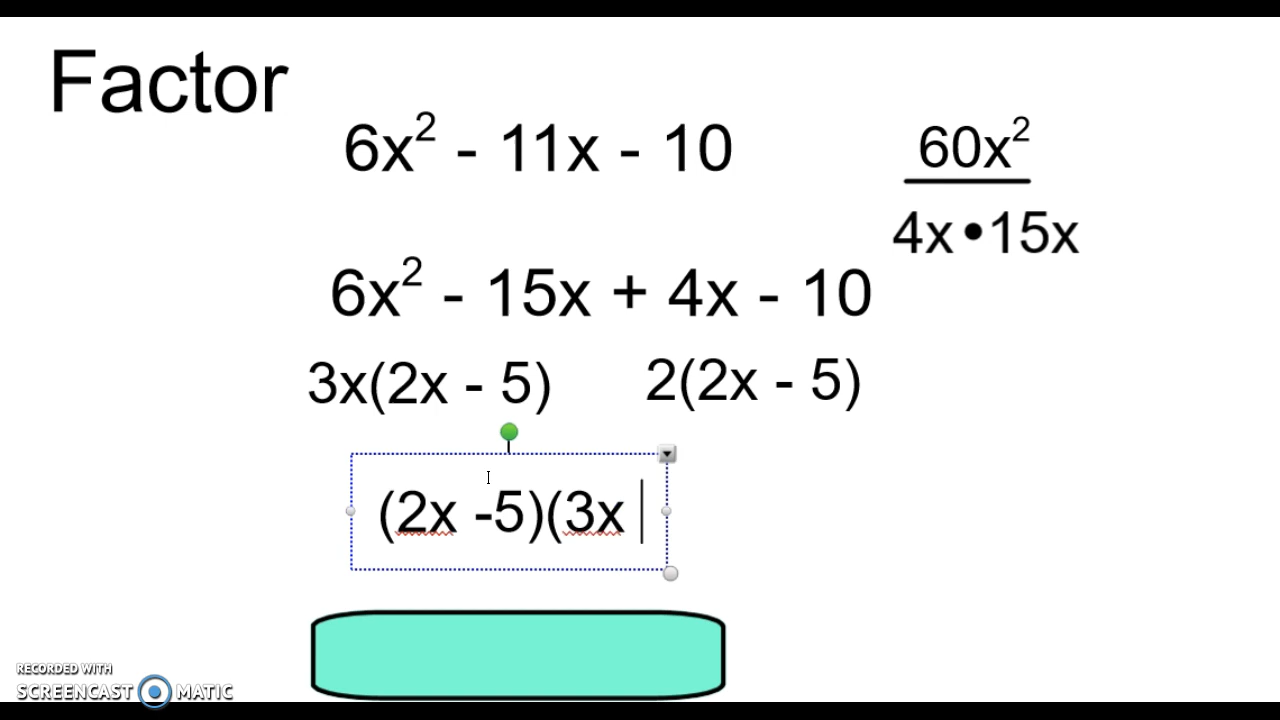 Factor
6x² - 11x - 10
60x²
4x•15x
6x² - 15x + 4x - 10
3x(2x - 5) 2(2x - 5)
(2x -5)(3x
RECORDED WITH
SCREENCAST MATIC